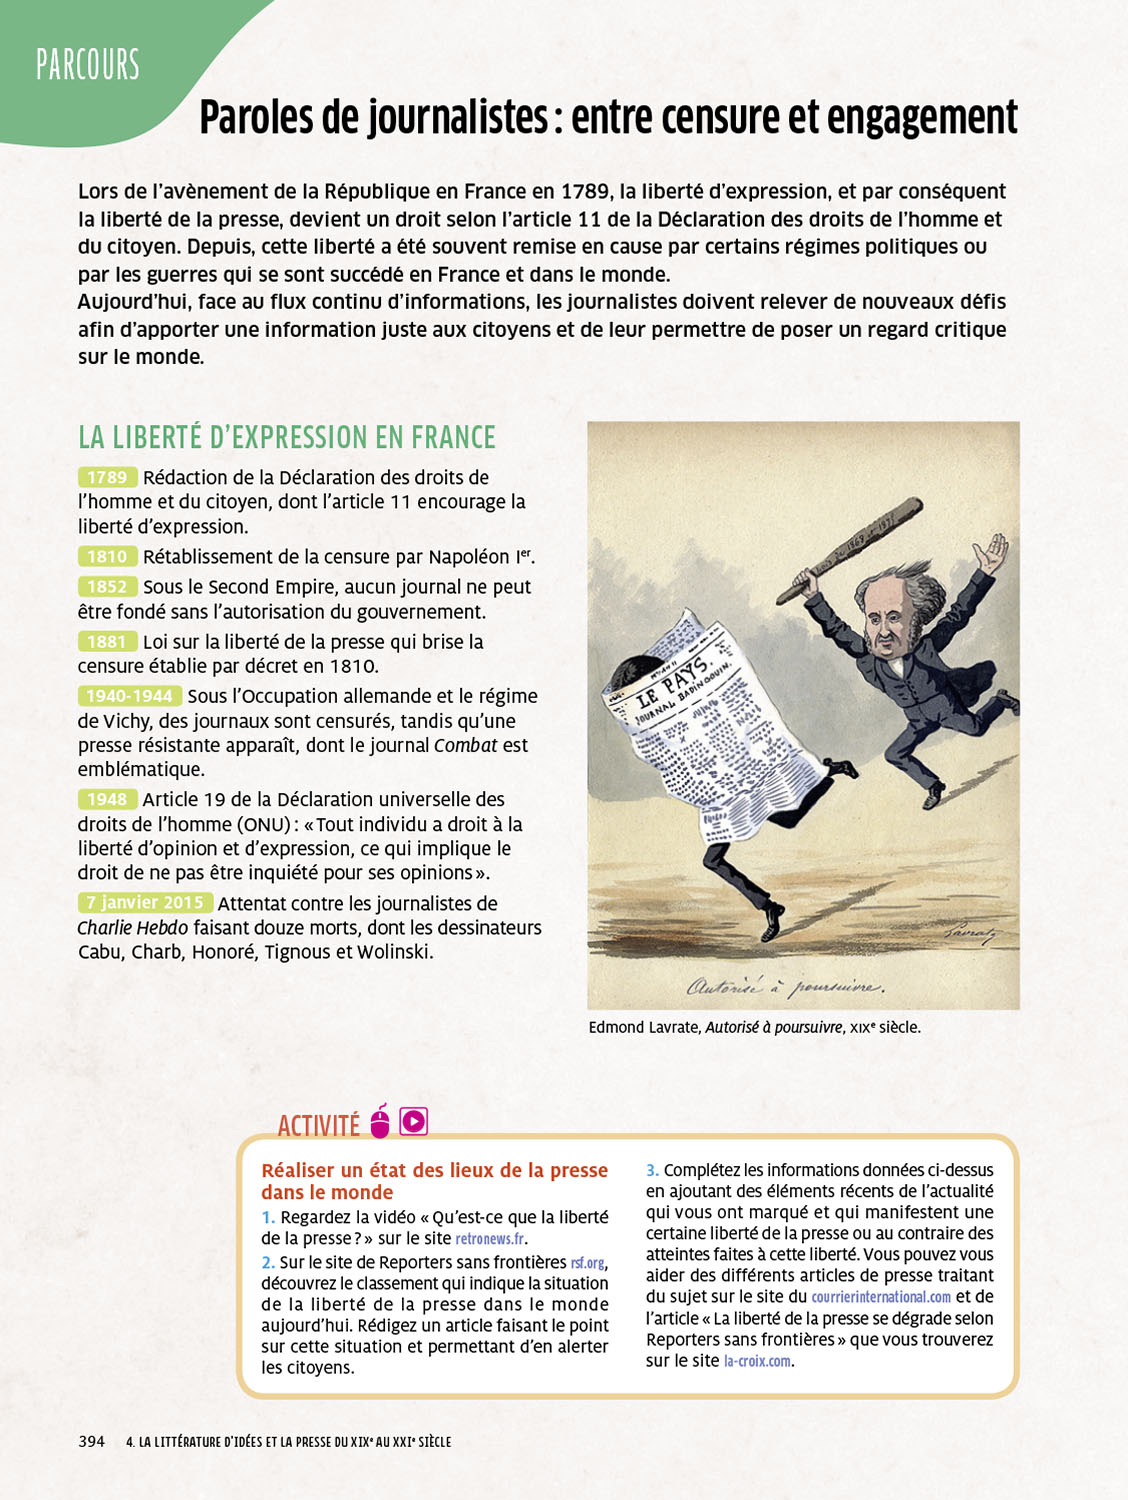 PARCOURS
Paroles de journalistes : entre censure et engagement
Lors de l’avènement de la République en France en 1789, la liberté d’expression, et par conséquent
la liberté de la presse, devient un droit selon l’article 11 de la Déclaration des droits de l’homme et
du citoyen. Depuis, cette liberté a été souvent remise en cause par certains régimes politiques ou
par les guerres qui se sont succédé en France et dans le monde.
Aujourd’hui, face au flux continu d’informations, les journalistes doivent relever de nouveaux défis
afin d’apporter une information juste aux citoyens et de leur permettre de poser un regard critique
sur le monde.
LA LIBERTÉ D’EXPRESSION EN FRANCE
1789 Rédaction de la Déclaration des droits de
l’homme et du citoyen, dont l’article 11 encourage la
liberté d’expression.
1810 Rétablissement de la censure par Napoléon Ier.
1852 Sous le Second Empire, aucun journal ne peut
être fondé sans l’autorisation du gouvernement.
1881 Loi sur la liberté de la presse qui brise la
censure établie par décret en 1810.
1940-1944 Sous l’Occupation allemande et le régime
de Vichy, des journaux sont censurés, tandis qu’une
presse résistante apparaît, dont le journal Combat est
emblématique.
1948 Article 19 de la Déclaration universelle des
droits de l’homme (ONU) : « Tout individu a droit à la
liberté d’opinion et d’expression, ce qui implique le
droit de ne pas être inquiété pour ses opinions ».
7 janvier 2015 Attentat contre les journalistes de
Charlie Hebdo faisant douze morts, dont les dessinateurs
Cabu, Charb, Honoré, Tignous et Wolinski.
LE PAYS.
JOURNAL BADINGOUIN.
Lavrate
Autorisé à poursuivre.
Edmond Lavrate, Autorisé à poursuivre, XIXe siècle.
ACTIVITÉ
Réaliser un état des lieux de la presse
dans le monde
1. Regardez la vidéo « Qu’est-ce que la liberté
de la presse ? » sur le site retronews.fr.
2. Sur le site de Reporters sans frontières rsf.org,
découvrez le classement qui indique la situation
de la liberté de la presse dans le monde
aujourd’hui. Rédigez un article faisant le point
sur cette situation et permettant d’en alerter
les citoyens.
3. Complétez les informations données ci-dessus
en ajoutant des éléments récents de l’actualité
qui vous ont marqué et qui manifestent une
certaine liberté de la presse ou au contraire des
atteintes faites à cette liberté. Vous pouvez vous
aider des différents articles de presse traitant
du sujet sur le site du courrierinternational.com et de
l’article « La liberté de la presse se dégrade selon
Reporters sans frontières » que vous trouverez
sur le site la-croix.com.
394 4. LA LITTÉRATURE D’IDÉES ET LA PRESSE DU XIXe AU XXIe SIÈCLE